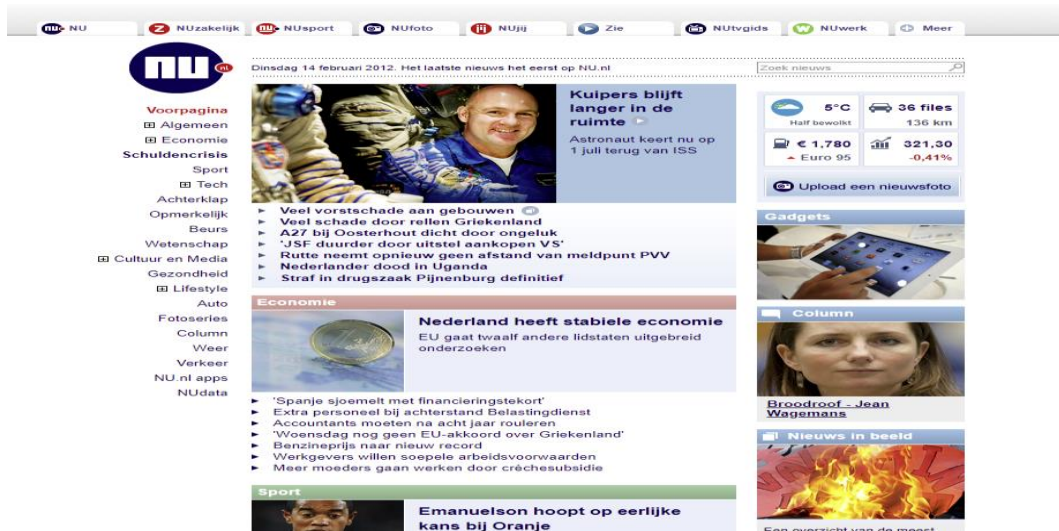 nu NU
NUzakelijk
nu NUsport
NUfoto
jij NUjij
Zie
NUtvgids
NUwerk
Meer
nu .nl
Dinsdag 14 februari 2012. Het laatste nieuws het eerst op NU.nl
Zoek nieuws
Voorpagina
Algemeen
Economie
Schuldencrisis
Sport
Tech
Achterklap
Opmerkelijk
Beurs
Wetenschap
Cultuur en Media
Gezondheid
Lifestyle
Auto
Fotoseries
Column
Weer
Verkeer
NU.nl apps
NUdata
Kuipers blijft
langer in de
ruimte
Astronaut keert nu op
1 juli terug van ISS
Veel vorstschade aan gebouwen
Veel schade door rellen Griekenland
A27 bij Oosterhout dicht door ongeluk
'JSF duurder door uitstel aankopen VS'
Rutte neemt opnieuw geen afstand van meldpunt PVV
Nederlander dood in Uganda
Straf in drugszaak Pijnenburg definitief
Economie
Nederland heeft stabiele economie
EU gaat twaalf andere lidstaten uitgebreid
onderzoeken
'Spanje sjoemelt met financieringstekort'
Extra personeel bij achterstand Belastingdienst
Accountants moeten na acht jaar rouleren
'Woensdag nog geen EU-akkoord over Griekenland'
Benzineprijs naar nieuw record
Werkgevers willen soepele arbeidsvoorwaarden
Meer moeders gaan werken door crèchesubsidie
Sport
Emanuelson hoopt op eerlijke
kans bij Oranje
5°C
Half bewolkt
36 files
136 km
€ 1,780
Euro 95
321,30
-0,41%
Upload een nieuwsfoto
Gadgets
Column
Broodroof - Jean
Wagemans
Nieuws in beeld
Een overzicht van de meest